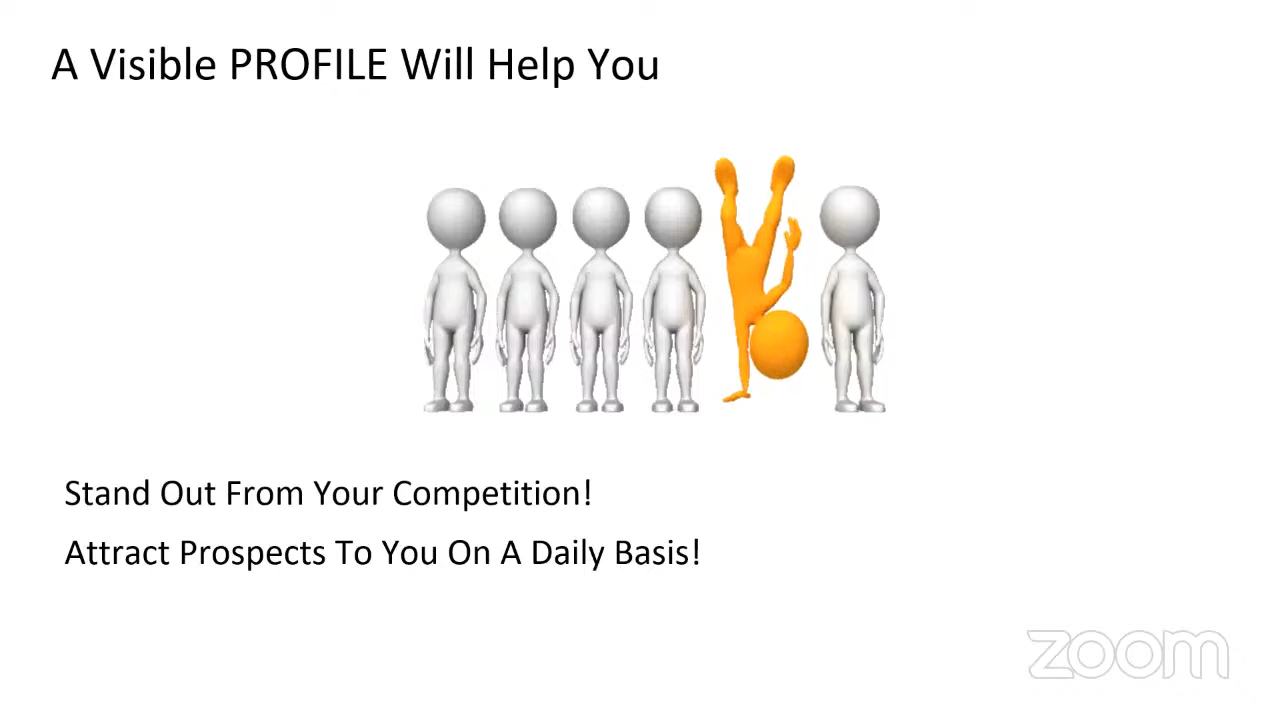 A Visible PROFILE Will Help You
Stand Out From Your Competition!
Attract Prospects To You On A Daily Basis!
zoom